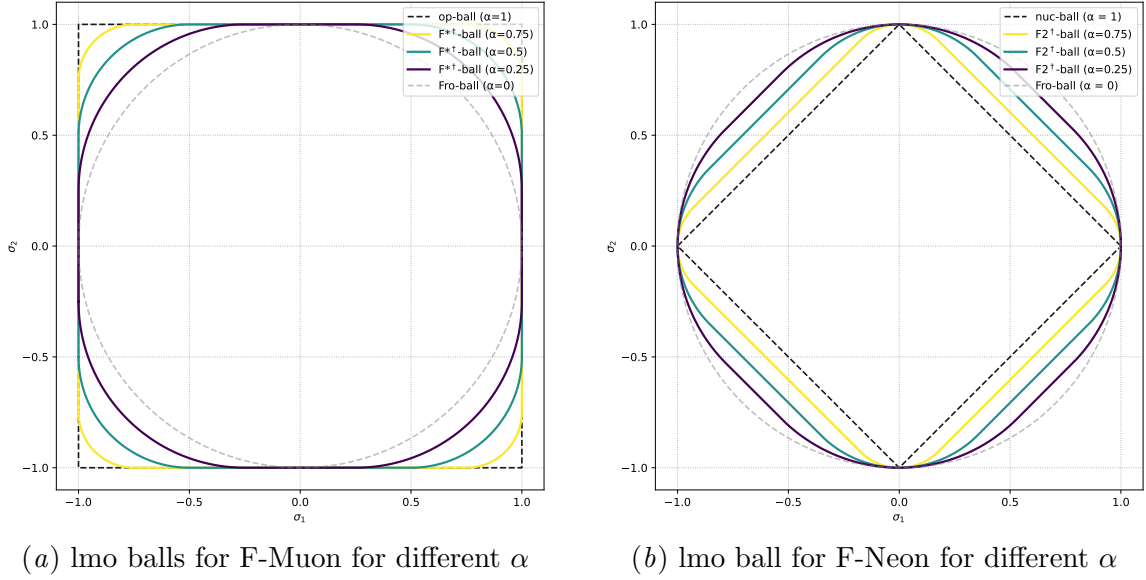 1.0
0.5
0.0
−0.5
−1.0
σ₂
−1.0 −0.5 0.0 0.5 1.0
σ₁
op-ball (α=1)
F*†-ball (α=0.75)
F*†-ball (α=0.5)
F*†-ball (α=0.25)
Fro-ball (α=0)
(a) lmo balls for F-Muon for different α
1.0
0.5
0.0
−0.5
−1.0
σ₂
−1.0 −0.5 0.0 0.5 1.0
σ₁
nuc-ball (α = 1)
F2†-ball (α=0.75)
F2†-ball (α=0.5)
F2†-ball (α=0.25)
Fro-ball (α = 0)
(b) lmo ball for F-Neon for different α